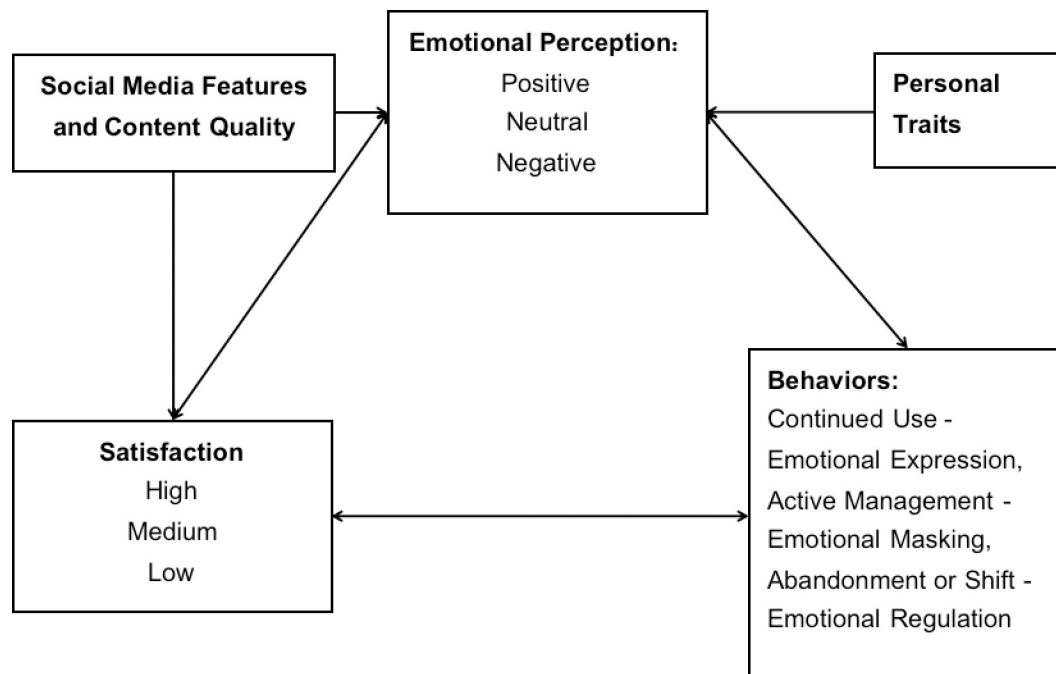 Social Media Features
and Content Quality
Emotional Perception：
Positive
Neutral
Negative
Personal
Traits
Satisfaction
High
Medium
Low
Behaviors:
Continued Use -
Emotional Expression,
Active Management -
Emotional Masking,
Abandonment or Shift -
Emotional Regulation